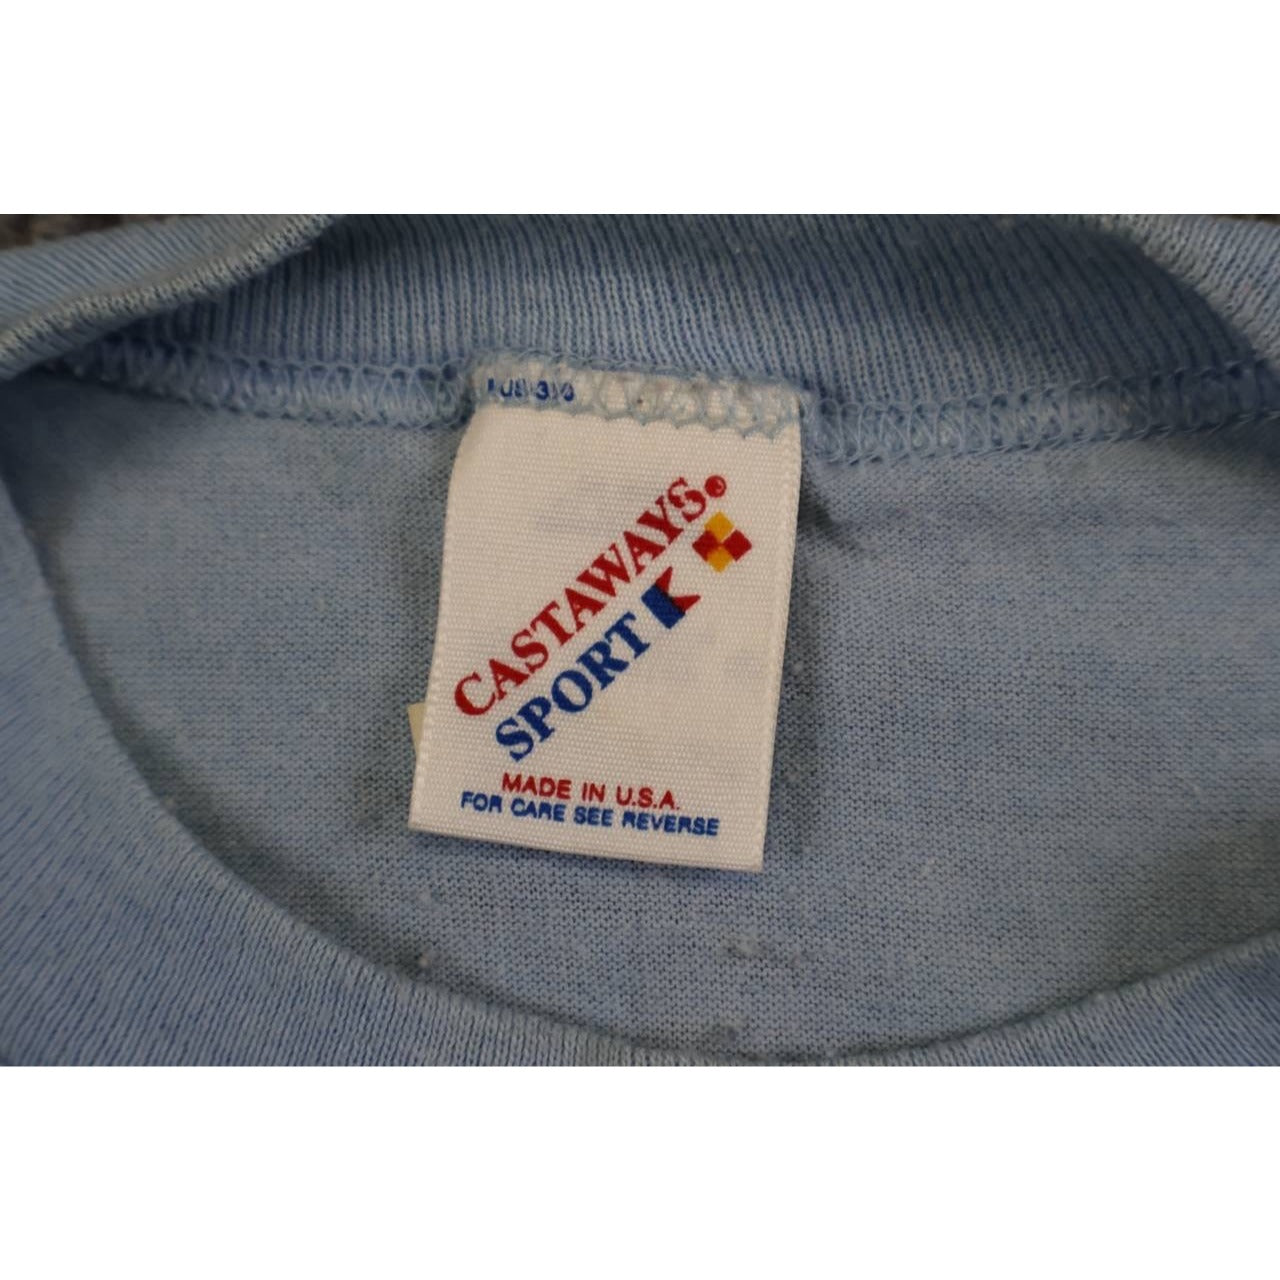 CASTAWAYS®
SPORT
MADE IN U.S.A.
FOR CARE SEE REVERSE